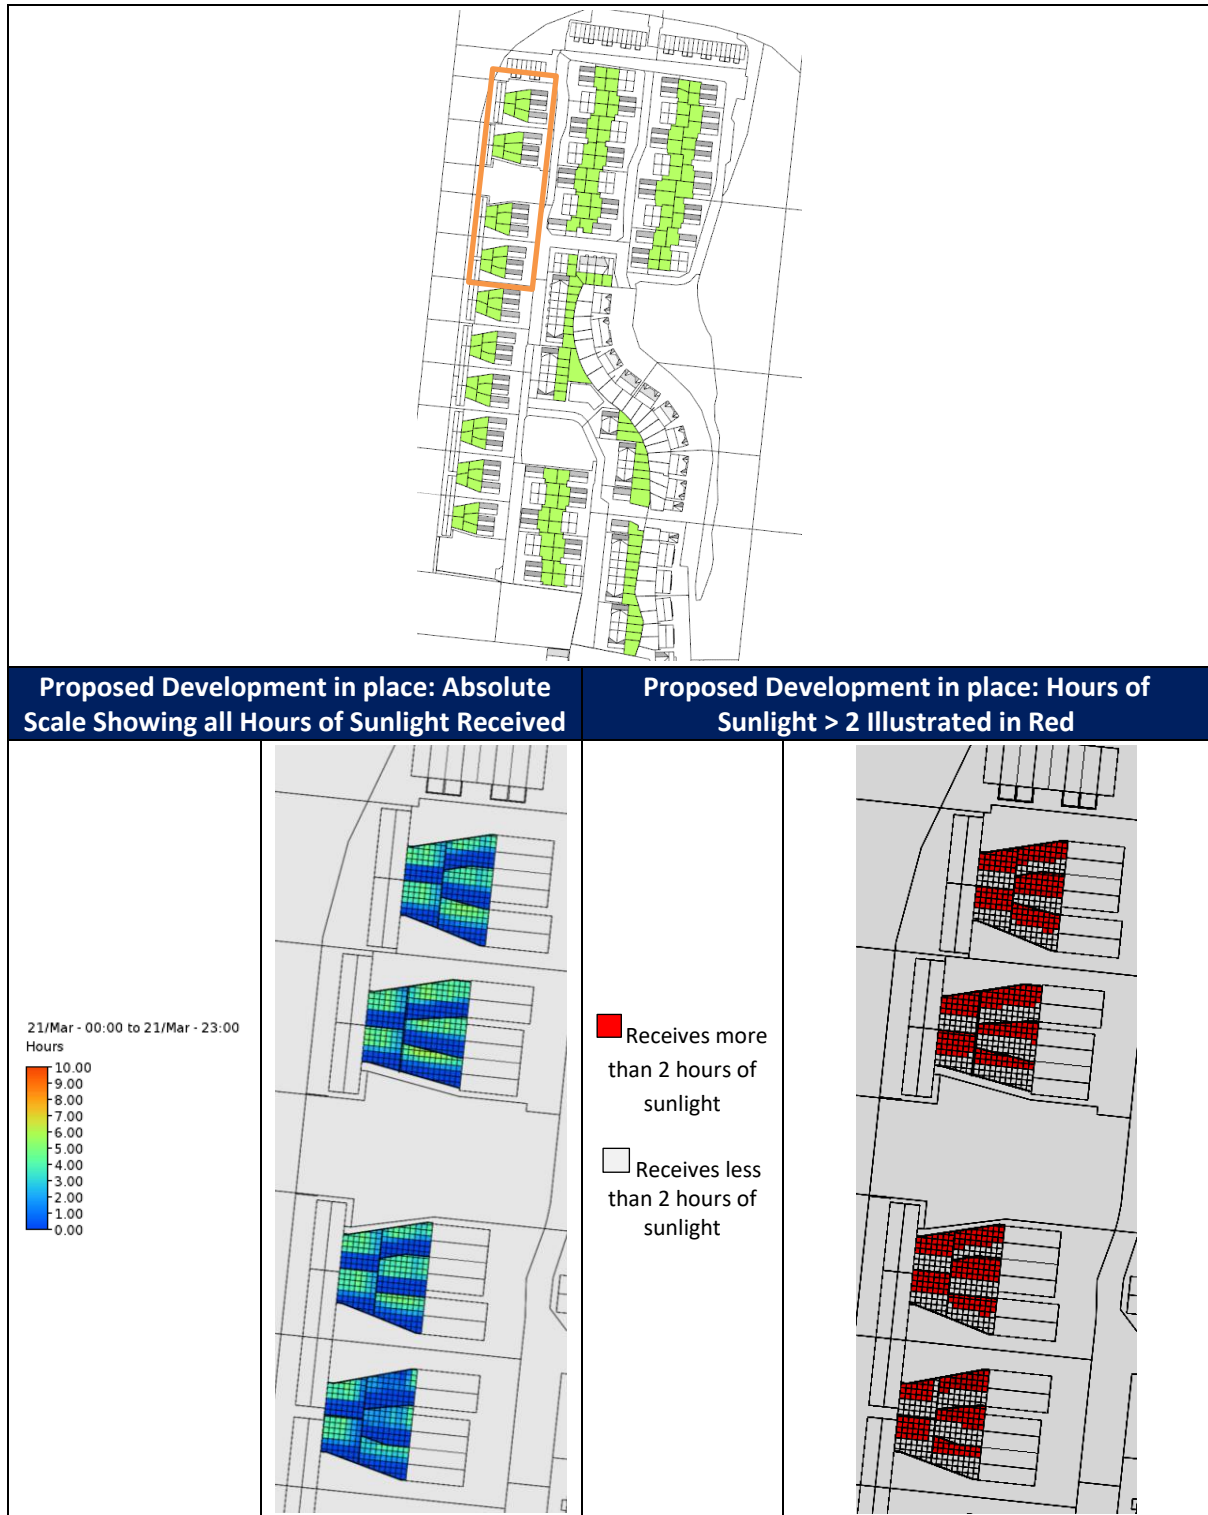 Proposed Development in place: Absolute
Scale Showing all Hours of Sunlight Received
Proposed Development in place: Hours of
Sunlight > 2 Illustrated in Red
21/Mar - 00:00 to 21/Mar - 23:00
Hours
10.00
9.00
8.00
7.00
6.00
5.00
4.00
3.00
2.00
1.00
0.00
Receives more
than 2 hours of
sunlight
Receives less
than 2 hours of
sunlight